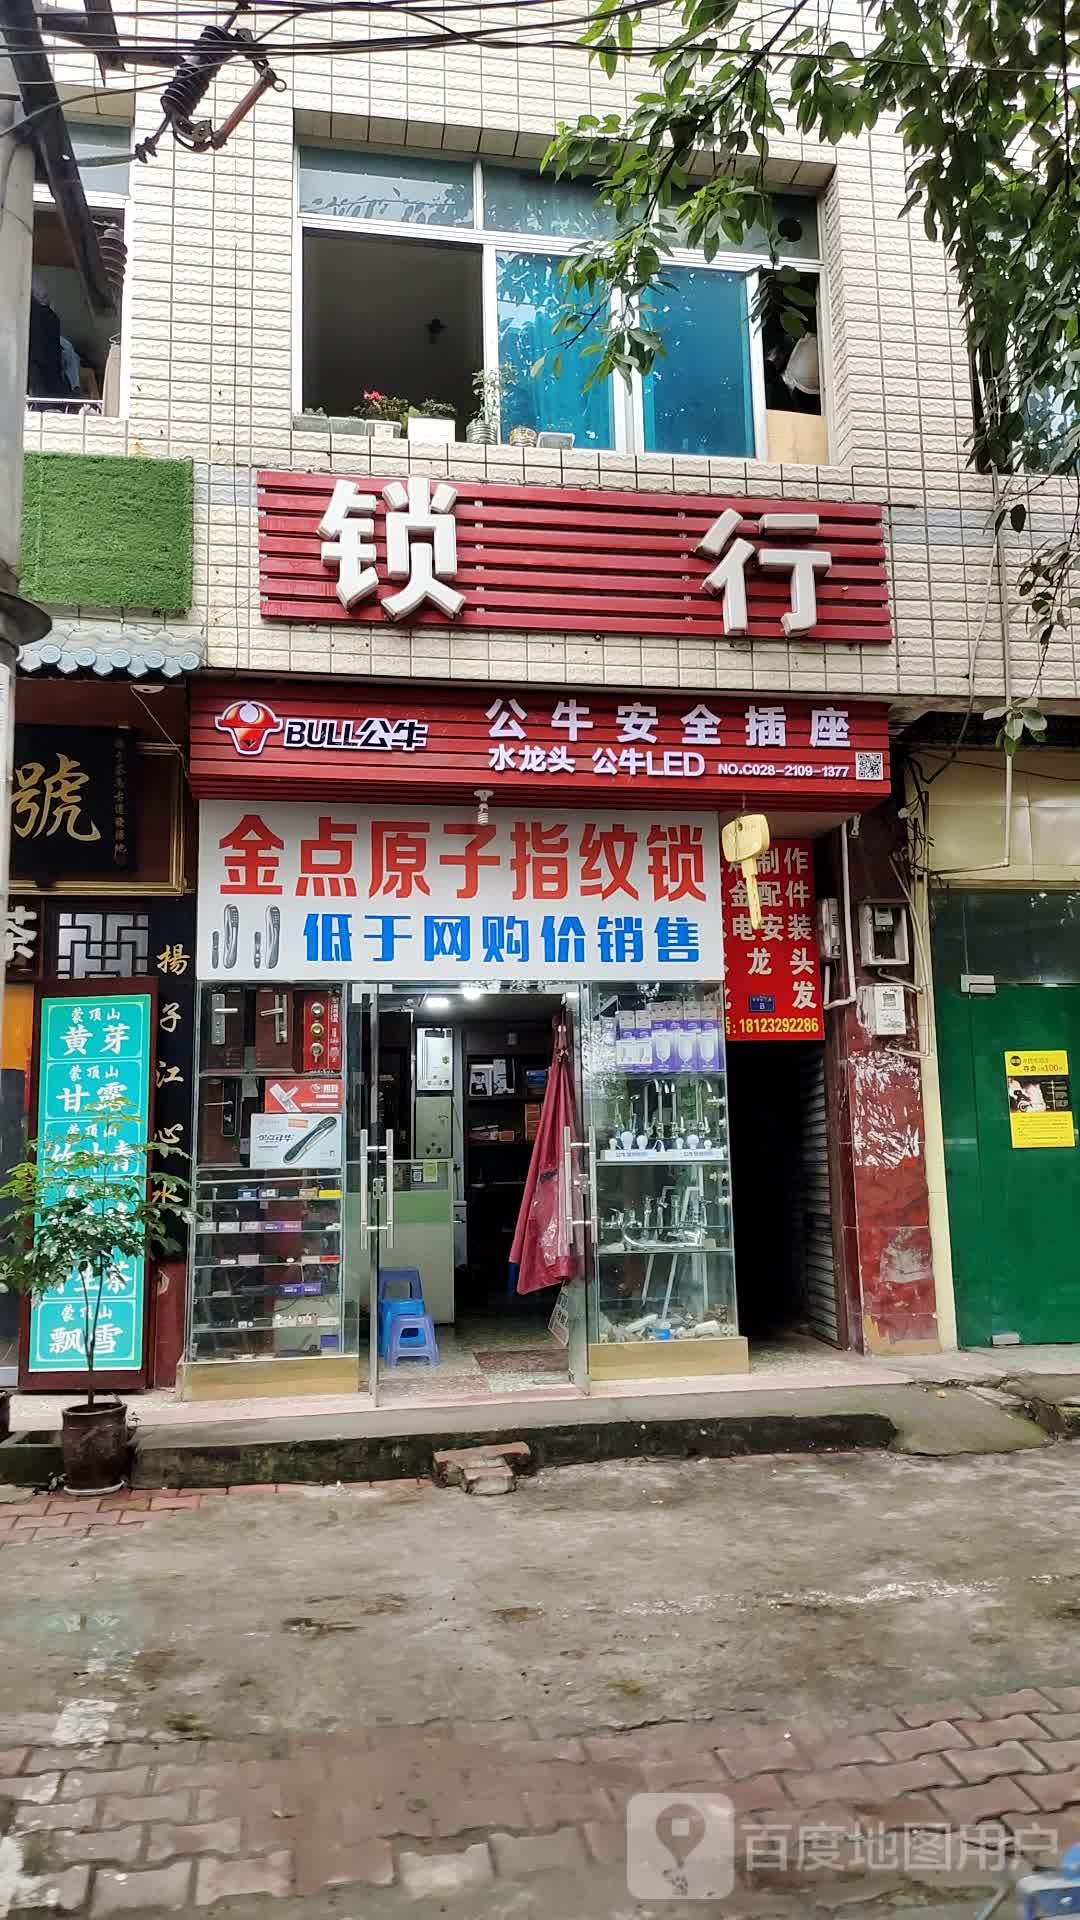 锁行
BULL公牛
公牛安全插座
水龙头 公牛LED NO.C028-2109-1377
金点原子指纹锁
低于网购价销售
制作
金配件
电安装
龙头
发
:18123292286
號
茶
揚子江心水
蒙顶山
黄芽
蒙顶山
甘露
蒙顶山
蒙顶山
飘雪
百度地图用户